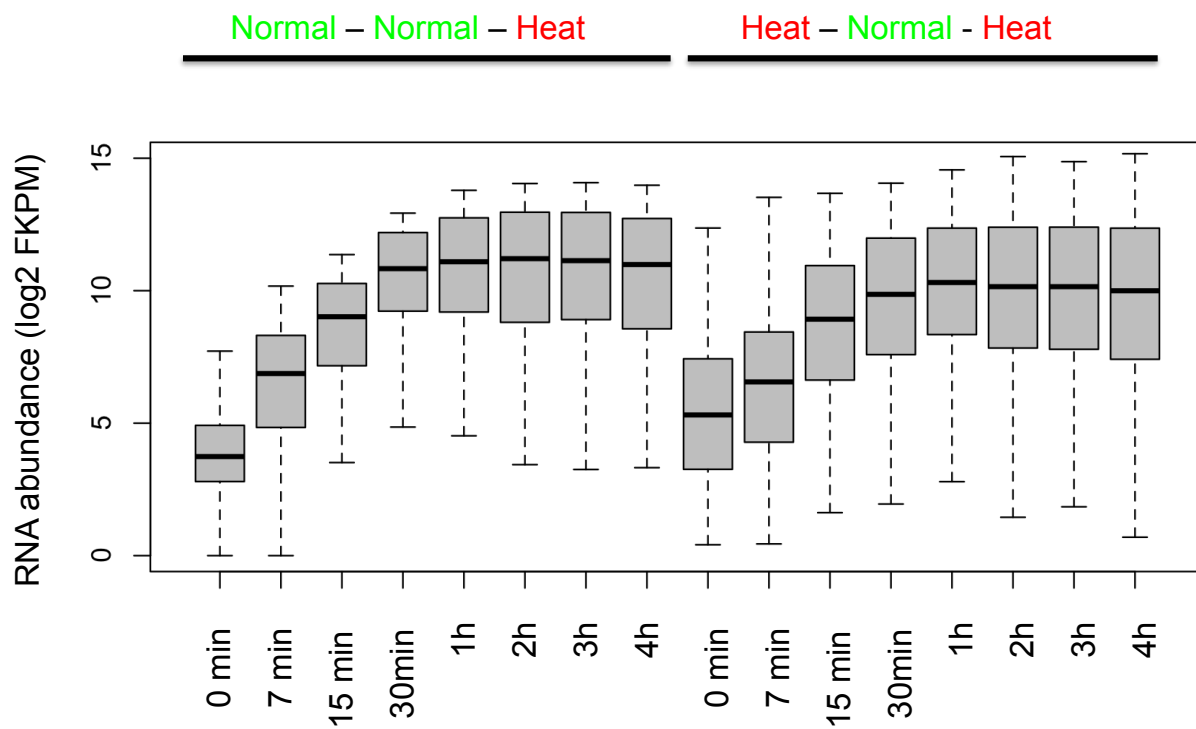 Normal – Normal – Heat
Heat – Normal - Heat
RNA abundance (log2 FKPM)
15
10
5
0
0 min
7 min
15 min
30min
1h
2h
3h
4h
0 min
7 min
15 min
30min
1h
2h
3h
4h